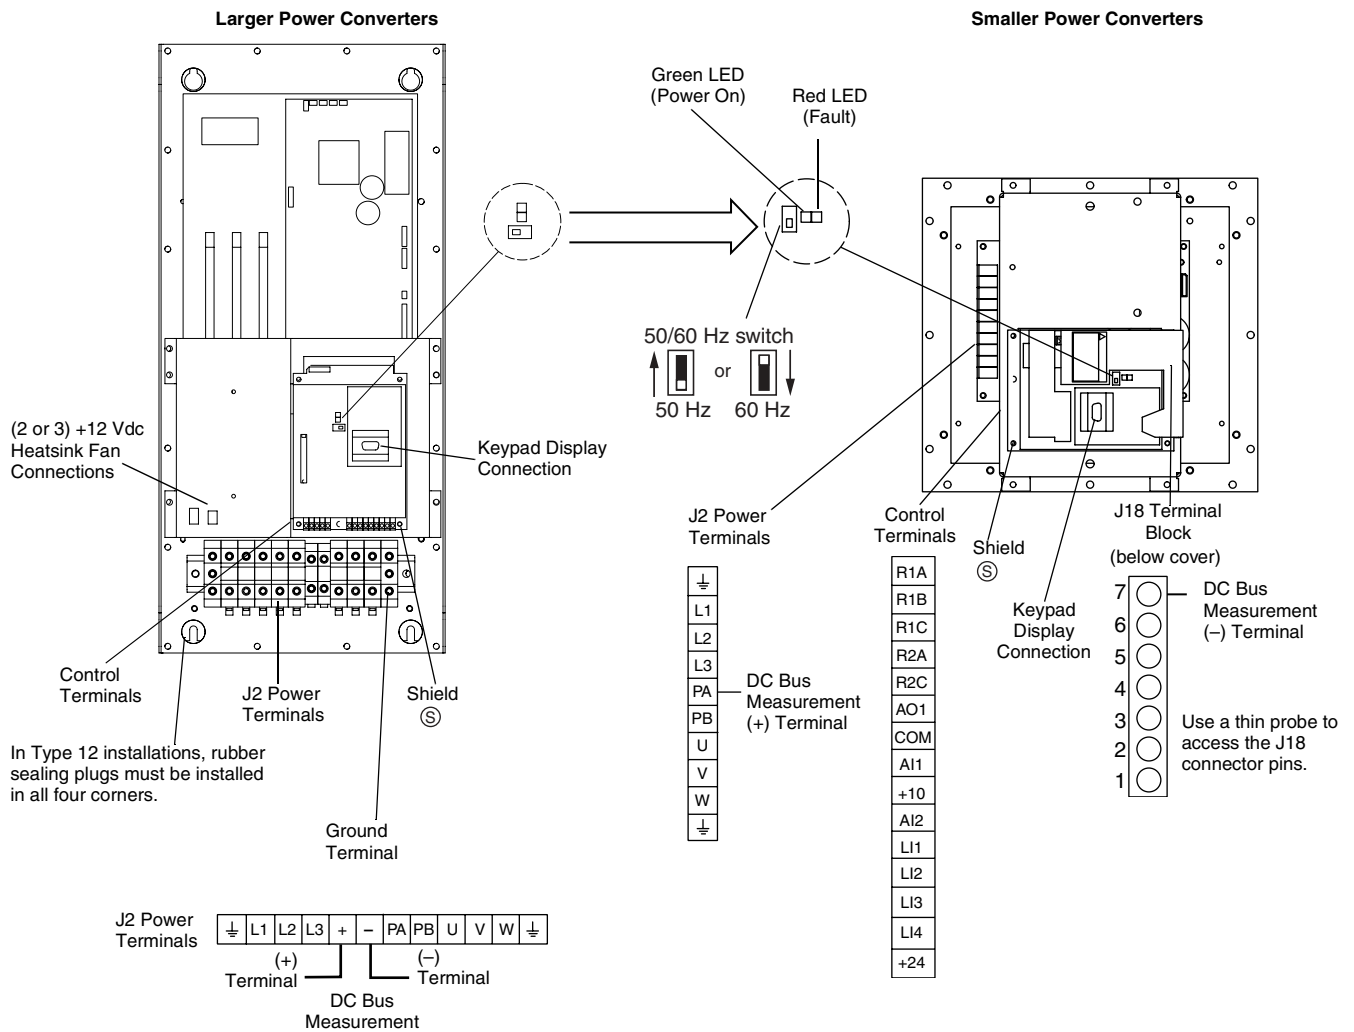 Larger Power Converters
Smaller Power Converters
Green LED
(Power On)
Red LED
(Fault)
50/60 Hz switch
or
50 Hz
60 Hz
(2 or 3) +12 Vdc
Heatsink Fan
Connections
Keypad Display
Connection
Control
Terminals
J2 Power
Terminals
Shield
S
In Type 12 installations, rubber
sealing plugs must be installed
in all four corners.
Ground
Terminal
J2 Power
Terminals
L1
L2
L3
+
–
PA
PB
U
V
W
(+)
Terminal
(–)
Terminal
DC Bus
Measurement
J2 Power
Terminals
L1
L2
L3
PA
PB
U
V
W
DC Bus
Measurement
(+) Terminal
Control
Terminals
R1A
R1B
R1C
R2A
R2C
AO1
COM
AI1
+10
AI2
LI1
LI2
LI3
LI4
+24
Shield
S
Keypad
Display
Connection
J18 Terminal
Block
(below cover)
7
6
5
4
3
2
1
DC Bus
Measurement
(–) Terminal
Use a thin probe to
access the J18
connector pins.